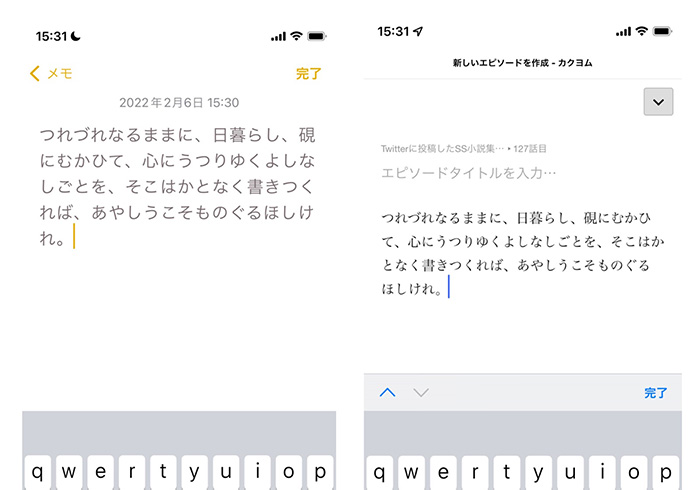 15:31
メモ
完了
2022年2月6日 15:30
つれづれなるままに、日暮らし、硯
にむかひて、心にうつりゆくよしな
しごとを、そこはかとなく書きつく
れば、あやしうこそものぐるほしけ
れ。
q w e r t y u i o p
15:31
新しいエピソードを作成 - カクヨム
Twitterに投稿したSS小説集… • 127話目
エピソードタイトルを入力…
つれづれなるままに、日暮らし、硯にむかひ
て、心にうつりゆくよしなしごとを、そこはか
となく書きつくれば、あやしうこそものぐる
ほしけれ。
完了
q w e r t y u i o p